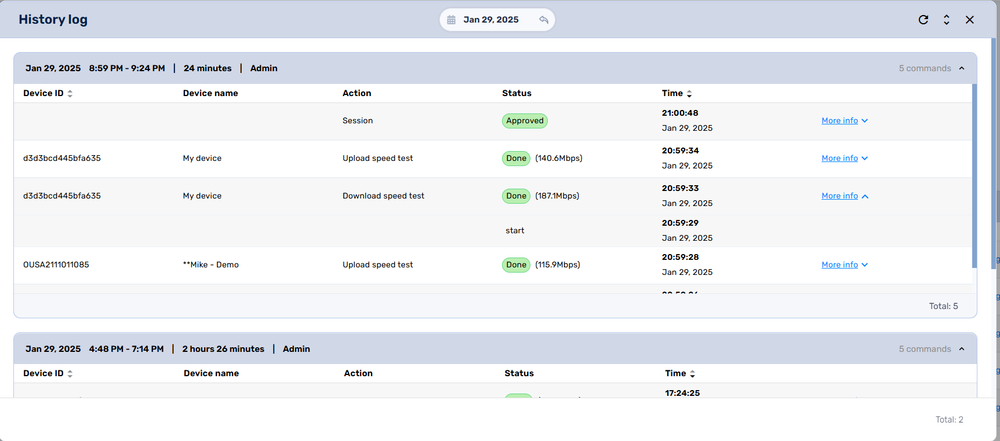 History log
Jan 29, 2025
Jan 29, 2025 8:59 PM - 9:24 PM | 24 minutes | Admin
5 commands
Device ID Device name Action Status Time
Session Approved 21:00:48 Jan 29, 2025 More info
d3d3bcd445bfa635 My device Upload speed test Done (140.6Mbps) 20:59:34 Jan 29, 2025 More info
d3d3bcd445bfa635 My device Download speed test Done (187.1Mbps) 20:59:33 Jan 29, 2025 More info
start 20:59:29 Jan 29, 2025
OUSA2111011085 **Mike - Demo Upload speed test Done (115.9Mbps) 20:59:28 Jan 29, 2025 More info
Total: 5
Jan 29, 2025 4:48 PM - 7:14 PM | 2 hours 26 minutes | Admin
5 commands
Device ID Device name Action Status Time
17:24:25
Total: 2